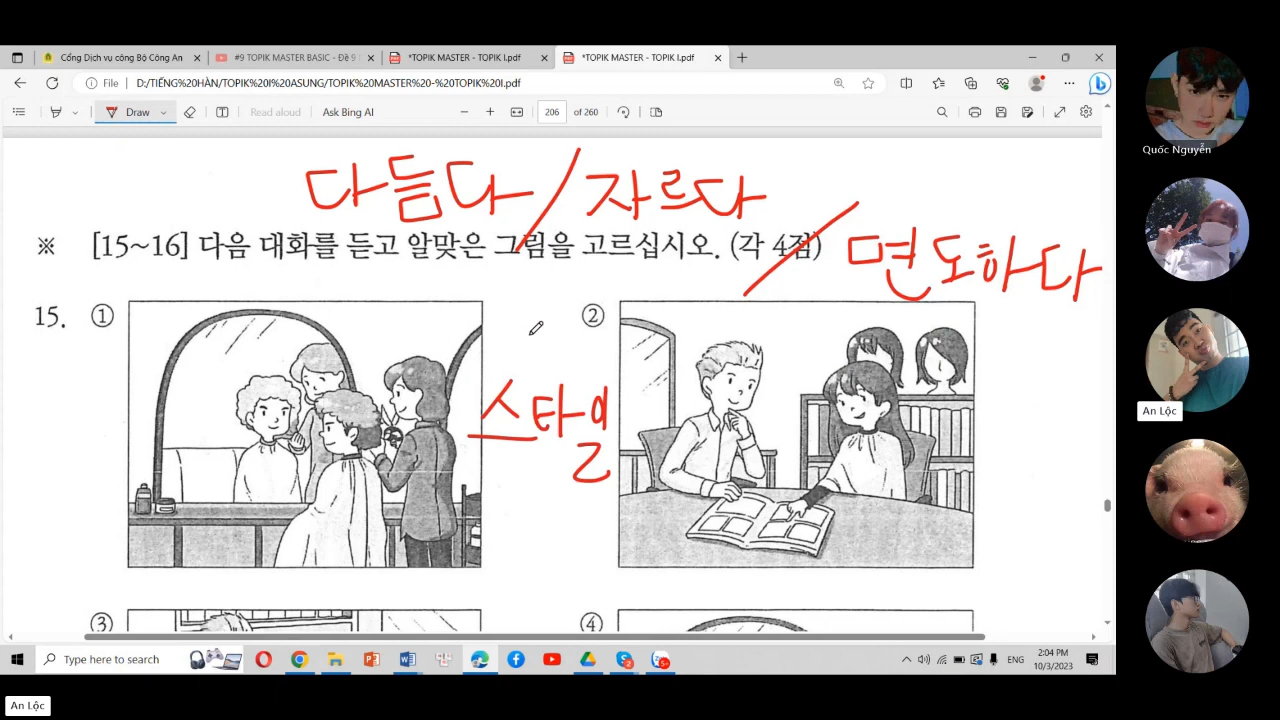 Cổng Dịch vụ công Bộ Công An
#9 TOPIK MASTER BASIC - Đề 9
*TOPIK MASTER - TOPIK I.pdf
*TOPIK MASTER - TOPIK I.pdf
File D:/TIẾNG%20HÀN/TOPIK%20I%20ASUNG/TOPIK%20MASTER%20-%20TOPIK%20I.pdf
Draw Read aloud Ask Bing AI 206 of 260
다듬다 / 자르다
※ [15~16] 다음 대화를 듣고 알맞은 그림을 고르십시오. (각 4점)
/ 면도하다
15. ① ②
스타일
③ ④
Type here to search
ENG
2:04 PM
10/3/2023
Quốc Nguyễn
An Lộc
An Lộc